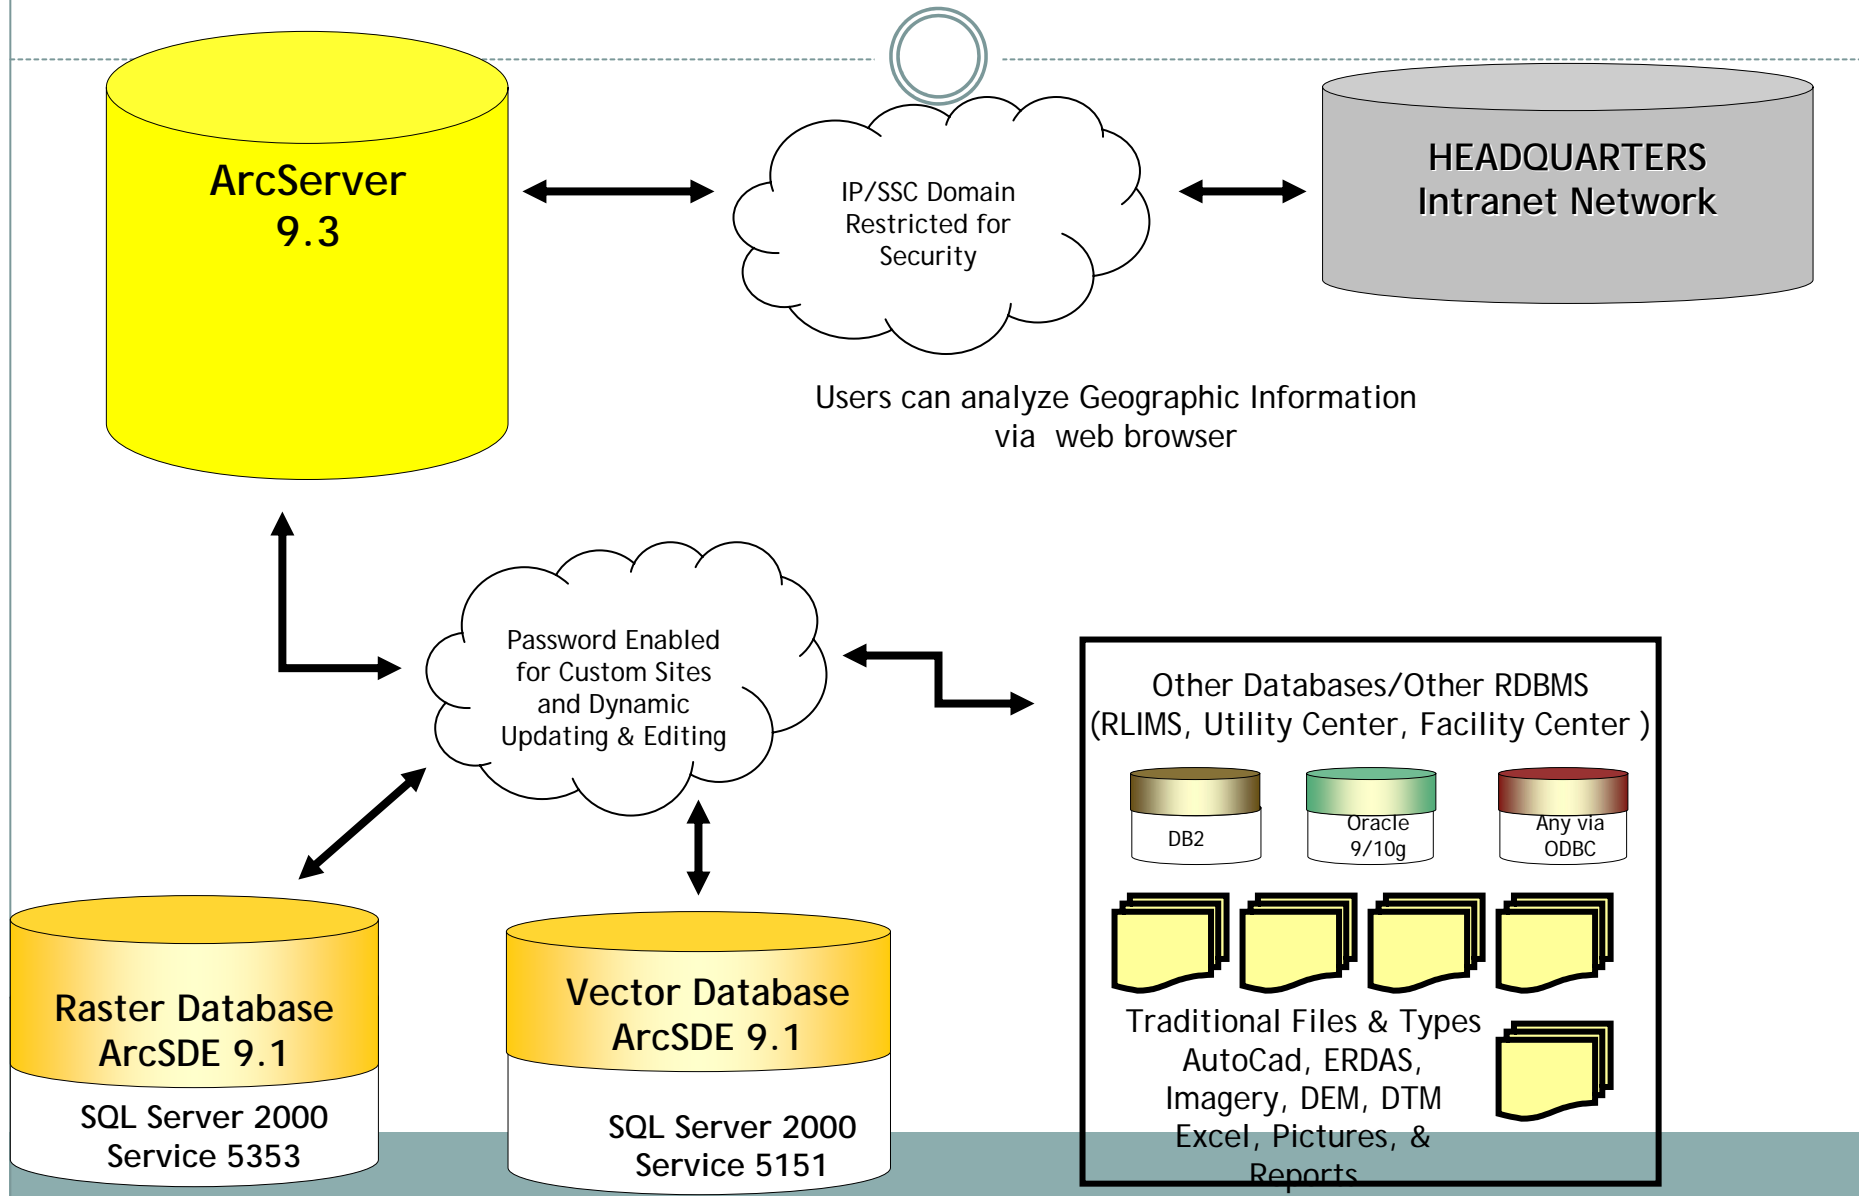 ArcServer
9.3
IP/SSC Domain
Restricted for
Security
HEADQUARTERS
Intranet Network
Users can analyze Geographic Information
via web browser
Password Enabled
for Custom Sites
and Dynamic
Updating & Editing
Other Databases/Other RDBMS
(RLIMS, Utility Center, Facility Center )
DB2
Oracle
9/10g
Any via
ODBC
Raster Database
ArcSDE 9.1
SQL Server 2000
Service 5353
Vector Database
ArcSDE 9.1
SQL Server 2000
Service 5151
Traditional Files & Types
AutoCad, ERDAS,
Imagery, DEM, DTM
Excel, Pictures, &
Reports